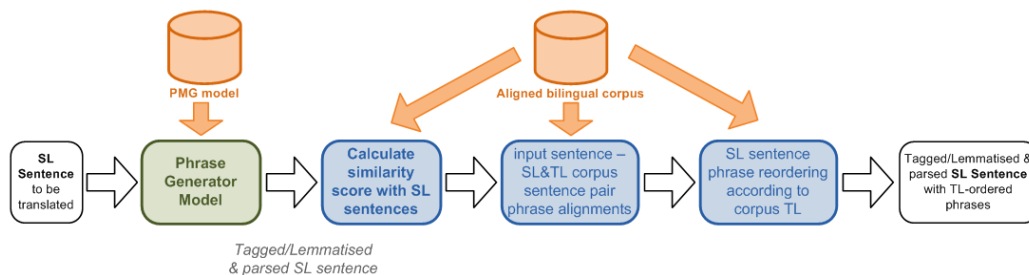 PMG model
Aligned bilingual corpus
SL
Sentence
to be
translated
Phrase
Generator
Model
Calculate
similarity
score with SL
sentences
input sentence –
SL&TL corpus
sentence pair
phrase alignments
SL sentence
phrase reordering
according to
corpus TL
Tagged/Lemmatised &
parsed SL Sentence
with TL-ordered
phrases
Tagged/Lemmatised
& parsed SL sentence